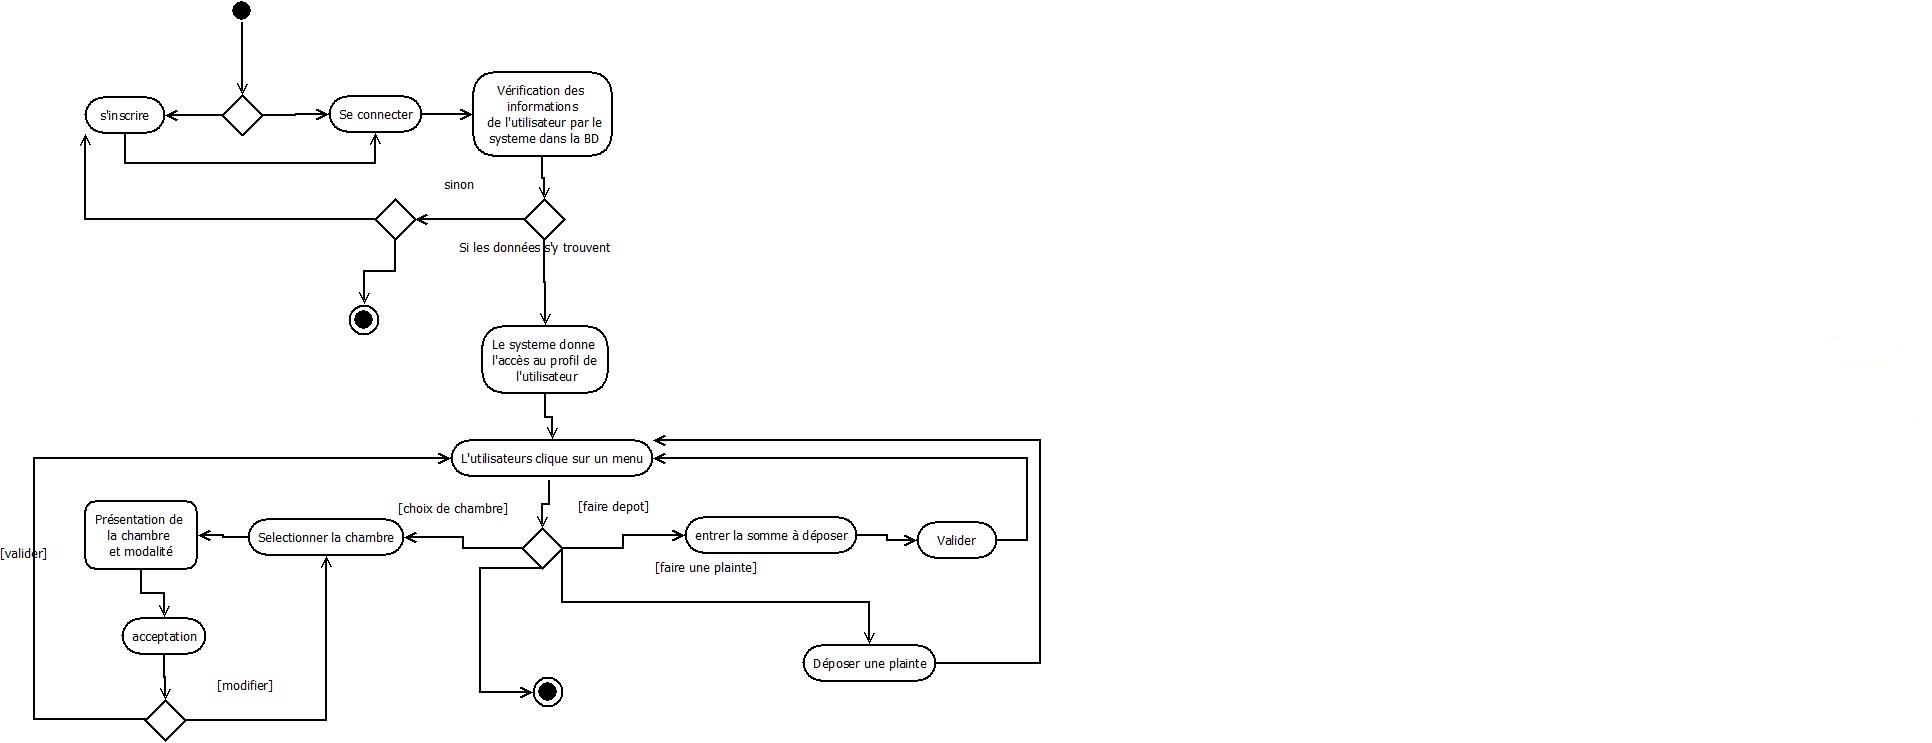 s'inscrire
Se connecter
Vérification des
informations
de l'utilisateur par le
systeme dans la BD
sinon
Si les données s'y trouvent
Le systeme donne
l'accès au profil de
l'utilisateur
L'utilisateurs clique sur un menu
[choix de chambre]
[faire depot]
Présentation de
la chambre
et modalité
Selectionner la chambre
entrer la somme à déposer
Valider
[valider]
[faire une plainte]
acceptation
Déposer une plainte
[modifier]